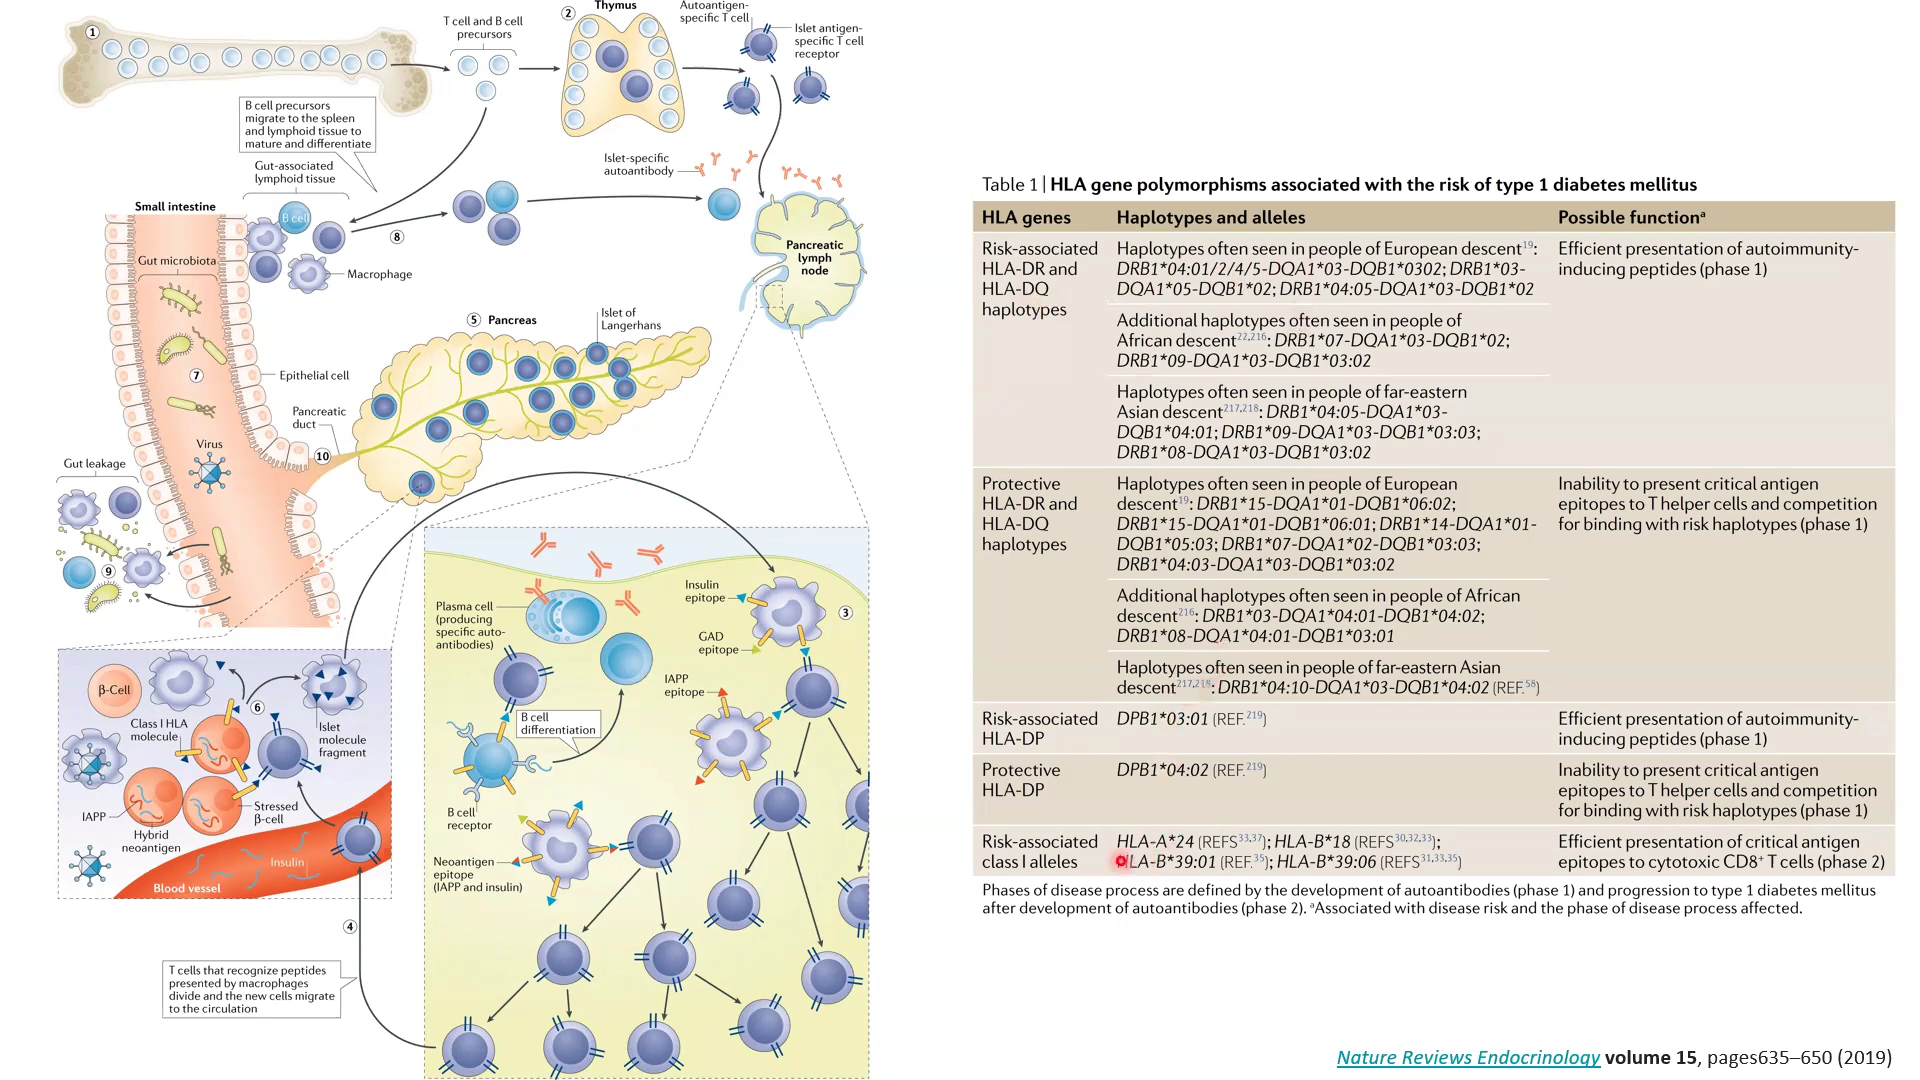 1
T cell and B cell
precursors
2
Thymus
Autoantigen-
specific T cell
Islet antigen-
specific T cell
receptor
B cell precursors
migrate to the spleen
and lymphoid tissue to
mature and differentiate
Gut-associated
lymphoid tissue
Islet-specific
autoantibody
Small intestine
B cell
8
Macrophage
Pancreatic
lymph
node
Gut microbiota
5 Pancreas
Islet of
Langerhans
7
Epithelial cell
Pancreatic
duct
10
Virus
Gut leakage
9
Insulin
epitope
3
Plasma cell
(producing
specific auto-
antibodies)
GAD
epitope
IAPP
epitope
B cell
differentiation
B cell
receptor
Neoantigen
epitope
(IAPP and insulin)
β-Cell
6
Class I HLA
molecule
Islet
molecule
fragment
IAPP
Stressed
β-cell
Hybrid
neoantigen
Insulin
Blood vessel
4
T cells that recognize peptides
presented by macrophages
divide and the new cells migrate
to the circulation
Table 1 | HLA gene polymorphisms associated with the risk of type 1 diabetes mellitus
HLA genes Haplotypes and alleles Possible functionᵃ
Risk-associated
HLA-DR and
HLA-DQ
haplotypes
Haplotypes often seen in people of European descent19:
DRB1*04:01/2/4/5-DQA1*03-DQB1*0302; DRB1*03-
DQA1*05-DQB1*02; DRB1*04:05-DQA1*03-DQB1*02
Efficient presentation of autoimmunity-
inducing peptides (phase 1)
Additional haplotypes often seen in people of
African descent22,216: DRB1*07-DQA1*03-DQB1*02;
DRB1*09-DQA1*03-DQB1*03:02
Haplotypes often seen in people of far-eastern
Asian descent217,218: DRB1*04:05-DQA1*03-
DQB1*04:01; DRB1*09-DQA1*03-DQB1*03:03;
DRB1*08-DQA1*03-DQB1*03:02
Protective
HLA-DR and
HLA-DQ
haplotypes
Haplotypes often seen in people of European
descent19: DRB1*15-DQA1*01-DQB1*06:02;
DRB1*15-DQA1*01-DQB1*06:01; DRB1*14-DQA1*01-
DQB1*05:03; DRB1*07-DQA1*02-DQB1*03:03;
DRB1*04:03-DQA1*03-DQB1*03:02
Inability to present critical antigen
epitopes to T helper cells and competition
for binding with risk haplotypes (phase 1)
Additional haplotypes often seen in people of African
descent216: DRB1*03-DQA1*04:01-DQB1*04:02;
DRB1*08-DQA1*04:01-DQB1*03:01
Haplotypes often seen in people of far-eastern Asian
descent217,218: DRB1*04:10-DQA1*03-DQB1*04:02 (REF.58)
Risk-associated
HLA-DP
DPB1*03:01 (REF.219)
Efficient presentation of autoimmunity-
inducing peptides (phase 1)
Protective
HLA-DP
DPB1*04:02 (REF.219)
Inability to present critical antigen
epitopes to T helper cells and competition
for binding with risk haplotypes (phase 1)
Risk-associated
class I alleles
HLA-A*24 (REFS33,37); HLA-B*18 (REFS30,32,33);
HLA-B*39:01 (REF.35); HLA-B*39:06 (REFS31,33,35)
Efficient presentation of critical antigen
epitopes to cytotoxic CD8+ T cells (phase 2)
Phases of disease process are defined by the development of autoantibodies (phase 1) and progression to type 1 diabetes mellitus
after development of autoantibodies (phase 2). ᵃAssociated with disease risk and the phase of disease process affected.
Nature Reviews Endocrinology volume 15, pages635–650 (2019)